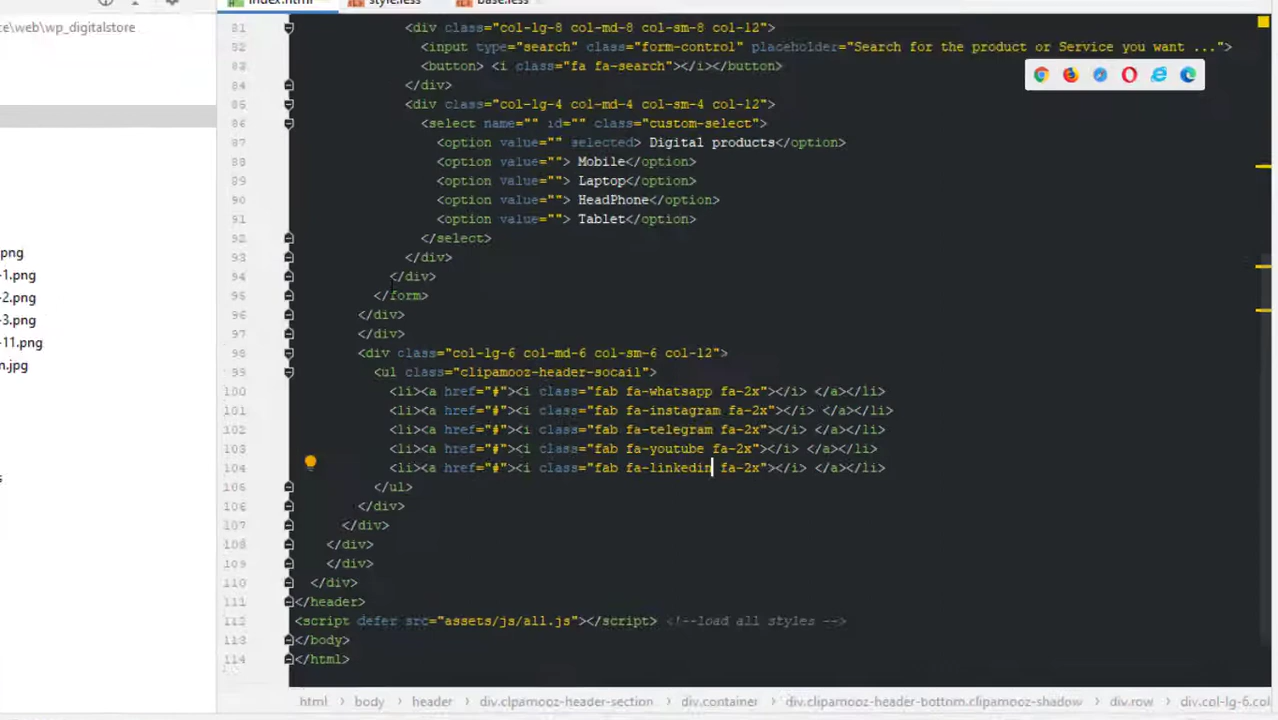 index.html style.less base.less
ce\web\wp_digitalstore
png
-1.png
-2.png
-3.png
-11.png
n.jpg
s
81 <div class="col-lg-8 col-md-8 col-sm-8 col-12">
82 <input type="search" class="form-control" placeholder="Search for the product or Service you want ...">
83 <button> <i class="fa fa-search"></i></button>
84 </div>
85 <div class="col-lg-4 col-md-4 col-sm-4 col-12">
86 <select name="" id="" class="custom-select">
87 <option value="" selected> Digital products</option>
88 <option value=""> Mobile</option>
89 <option value=""> Laptop</option>
90 <option value=""> HeadPhone</option>
91 <option value=""> Tablet</option>
92 </select>
93 </div>
94 </div>
95 </form>
96 </div>
97 </div>
98 <div class="col-lg-6 col-md-6 col-sm-6 col-12">
99 <ul class="clipamooz-header-socail">
100 <li><a href="#"><i class="fab fa-whatsapp fa-2x"></i> </a></li>
101 <li><a href="#"><i class="fab fa-instagram fa-2x"></i> </a></li>
102 <li><a href="#"><i class="fab fa-telegram fa-2x"></i> </a></li>
103 <li><a href="#"><i class="fab fa-youtube fa-2x"></i> </a></li>
104 <li><a href="#"><i class="fab fa-linkedin fa-2x"></i> </a></li>
105 </ul>
106 </div>
107 </div>
108 </div>
109 </div>
110 </div>
111 </header>
112 <script defer src="assets/js/all.js"></script> <!--load all styles -->
113 </body>
114 </html>
html body header div.clpamooz-header-section div.container div.clipamooz-header-bottom.clipamooz-shadow div.row div.col-lg-6.col